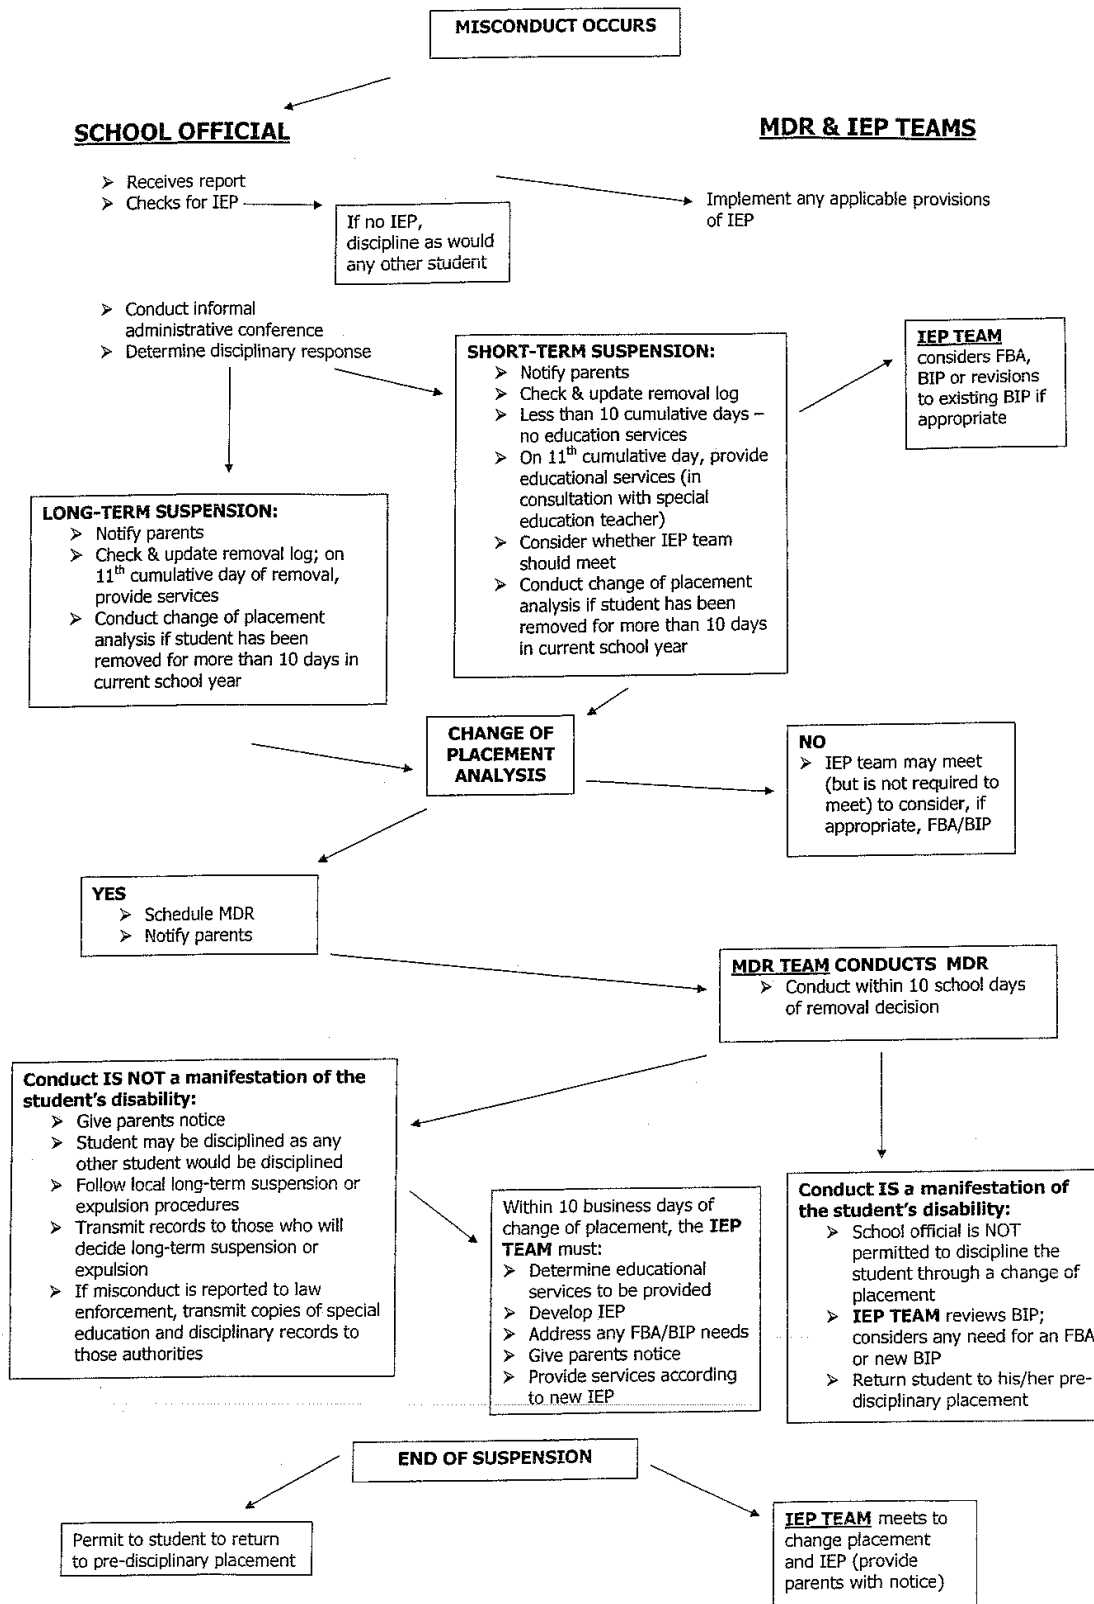 MISCONDUCT OCCURS
SCHOOL OFFICIAL
MDR & IEP TEAMS
➢ Receives report
➢ Checks for IEP
If no IEP,
discipline as would
any other student
Implement any applicable provisions
of IEP
➢ Conduct informal
administrative conference
➢ Determine disciplinary response
SHORT-TERM SUSPENSION:
➢ Notify parents
➢ Check & update removal log
➢ Less than 10 cumulative days –
no education services
➢ On 11th cumulative day, provide
educational services (in
consultation with special
education teacher)
➢ Consider whether IEP team
should meet
➢ Conduct change of placement
analysis if student has been
removed for more than 10 days
in current school year
IEP TEAM
considers FBA,
BIP or revisions
to existing BIP if
appropriate
LONG-TERM SUSPENSION:
➢ Notify parents
➢ Check & update removal log; on
11th cumulative day of removal,
provide services
➢ Conduct change of placement
analysis if student has been
removed for more than 10 days in
current school year
CHANGE OF
PLACEMENT
ANALYSIS
NO
➢ IEP team may meet
(but is not required to
meet) to consider, if
appropriate, FBA/BIP
YES
➢ Schedule MDR
➢ Notify parents
MDR TEAM CONDUCTS MDR
➢ Conduct within 10 school days
of removal decision
Conduct IS NOT a manifestation of the
student's disability:
➢ Give parents notice
➢ Student may be disciplined as any
other student would be disciplined
➢ Follow local long-term suspension or
expulsion procedures
➢ Transmit records to those who will
decide long-term suspension or
expulsion
➢ If misconduct is reported to law
enforcement, transmit copies of special
education and disciplinary records to
those authorities
Within 10 business days of
change of placement, the IEP
TEAM must:
➢ Determine educational
services to be provided
➢ Develop IEP
➢ Address any FBA/BIP needs
➢ Give parents notice
➢ Provide services according
to new IEP
Conduct IS a manifestation of
the student's disability:
➢ School official is NOT
permitted to discipline the
student through a change of
placement
➢ IEP TEAM reviews BIP;
considers any need for an FBA
or new BIP
➢ Return student to his/her pre-
disciplinary placement
END OF SUSPENSION
Permit to student to return
to pre-disciplinary placement
IEP TEAM meets to
change placement
and IEP (provide
parents with notice)